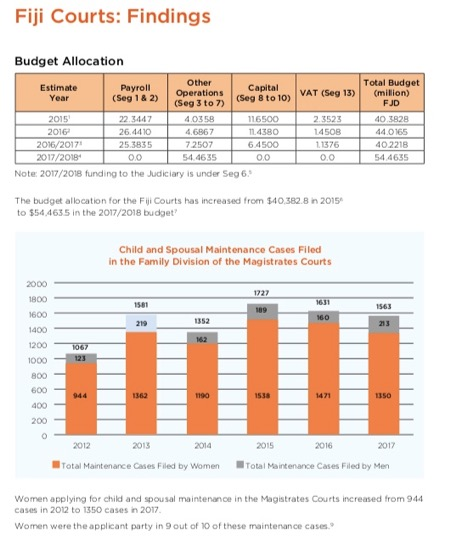 Fiji Courts: Findings
Budget Allocation
Estimate Year Payroll (Seg 1 & 2) Other Operations (Seg 3 to 7) Capital (Seg 8 to 10) VAT (Seg 13) Total Budget (million) FJD
2015¹ 22.3447 4.0358 11.6500 2.3523 40.3828
2016² 26.4410 4.6867 11.4380 1.4508 44.0165
2016/2017³ 25.3835 7.2507 6.4500 1.1376 40.2218
2017/2018⁴ 0.0 54.4635 0.0 0.0 54.4635
Note: 2017/2018 funding to the Judiciary is under Seg 6.⁵
The budget allocation for the Fiji Courts has increased from $40,382.8 in 2015⁶
to $54,463.5 in the 2017/2018 budget⁷
Child and Spousal Maintenance Cases Filed
in the Family Division of the Magistrates Courts
2000
1800
1600
1400
1200
1000
800
600
400
200
0
1067
123
944
1581
219
1362
1352
162
1190
1727
189
1538
1631
160
1471
1563
213
1350
2012 2013 2014 2015 2016 2017
Total Maintenance Cases Filed by Women Total Maintenance Cases Filed by Men
Women applying for child and spousal maintenance in the Magistrates Courts increased from 944
cases in 2012 to 1350 cases in 2017.
Women were the applicant party in 9 out of 10 of these maintenance cases.⁹